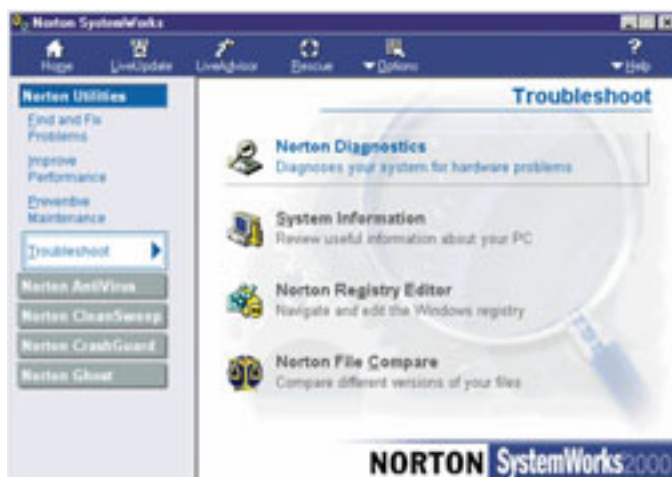 Norton SystemWorks
Home LiveUpdate LiveAdvisor Rescue Options Help
Norton Utilities
Find and Fix
Problems
Improve
Performance
Preventive
Maintenance
Troubleshoot
Norton AntiVirus
Norton CleanSweep
Norton CrashGuard
Norton Ghost
Troubleshoot
Norton Diagnostics
Diagnoses your system for hardware problems
System Information
Review useful information about your PC
Norton Registry Editor
Navigate and edit the Windows registry
Norton File Compare
Compare different versions of your files
NORTON SystemWorks 2000